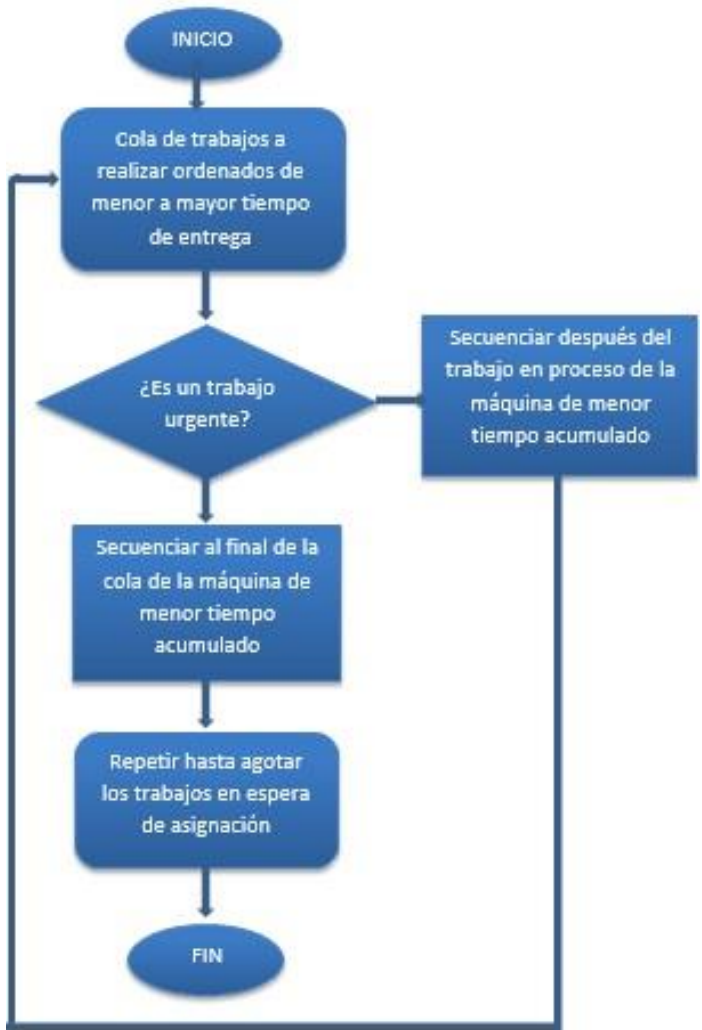 INICIO
Cola de trabajos a
realizar ordenados de
menor a mayor tiempo
de entrega
¿Es un trabajo
urgente?
Secuenciar después del
trabajo en proceso de la
máquina de menor
tiempo acumulado
Secuenciar al final de la
cola de la máquina de
menor tiempo
acumulado
Repetir hasta agotar
los trabajos en espera
de asignación
FIN